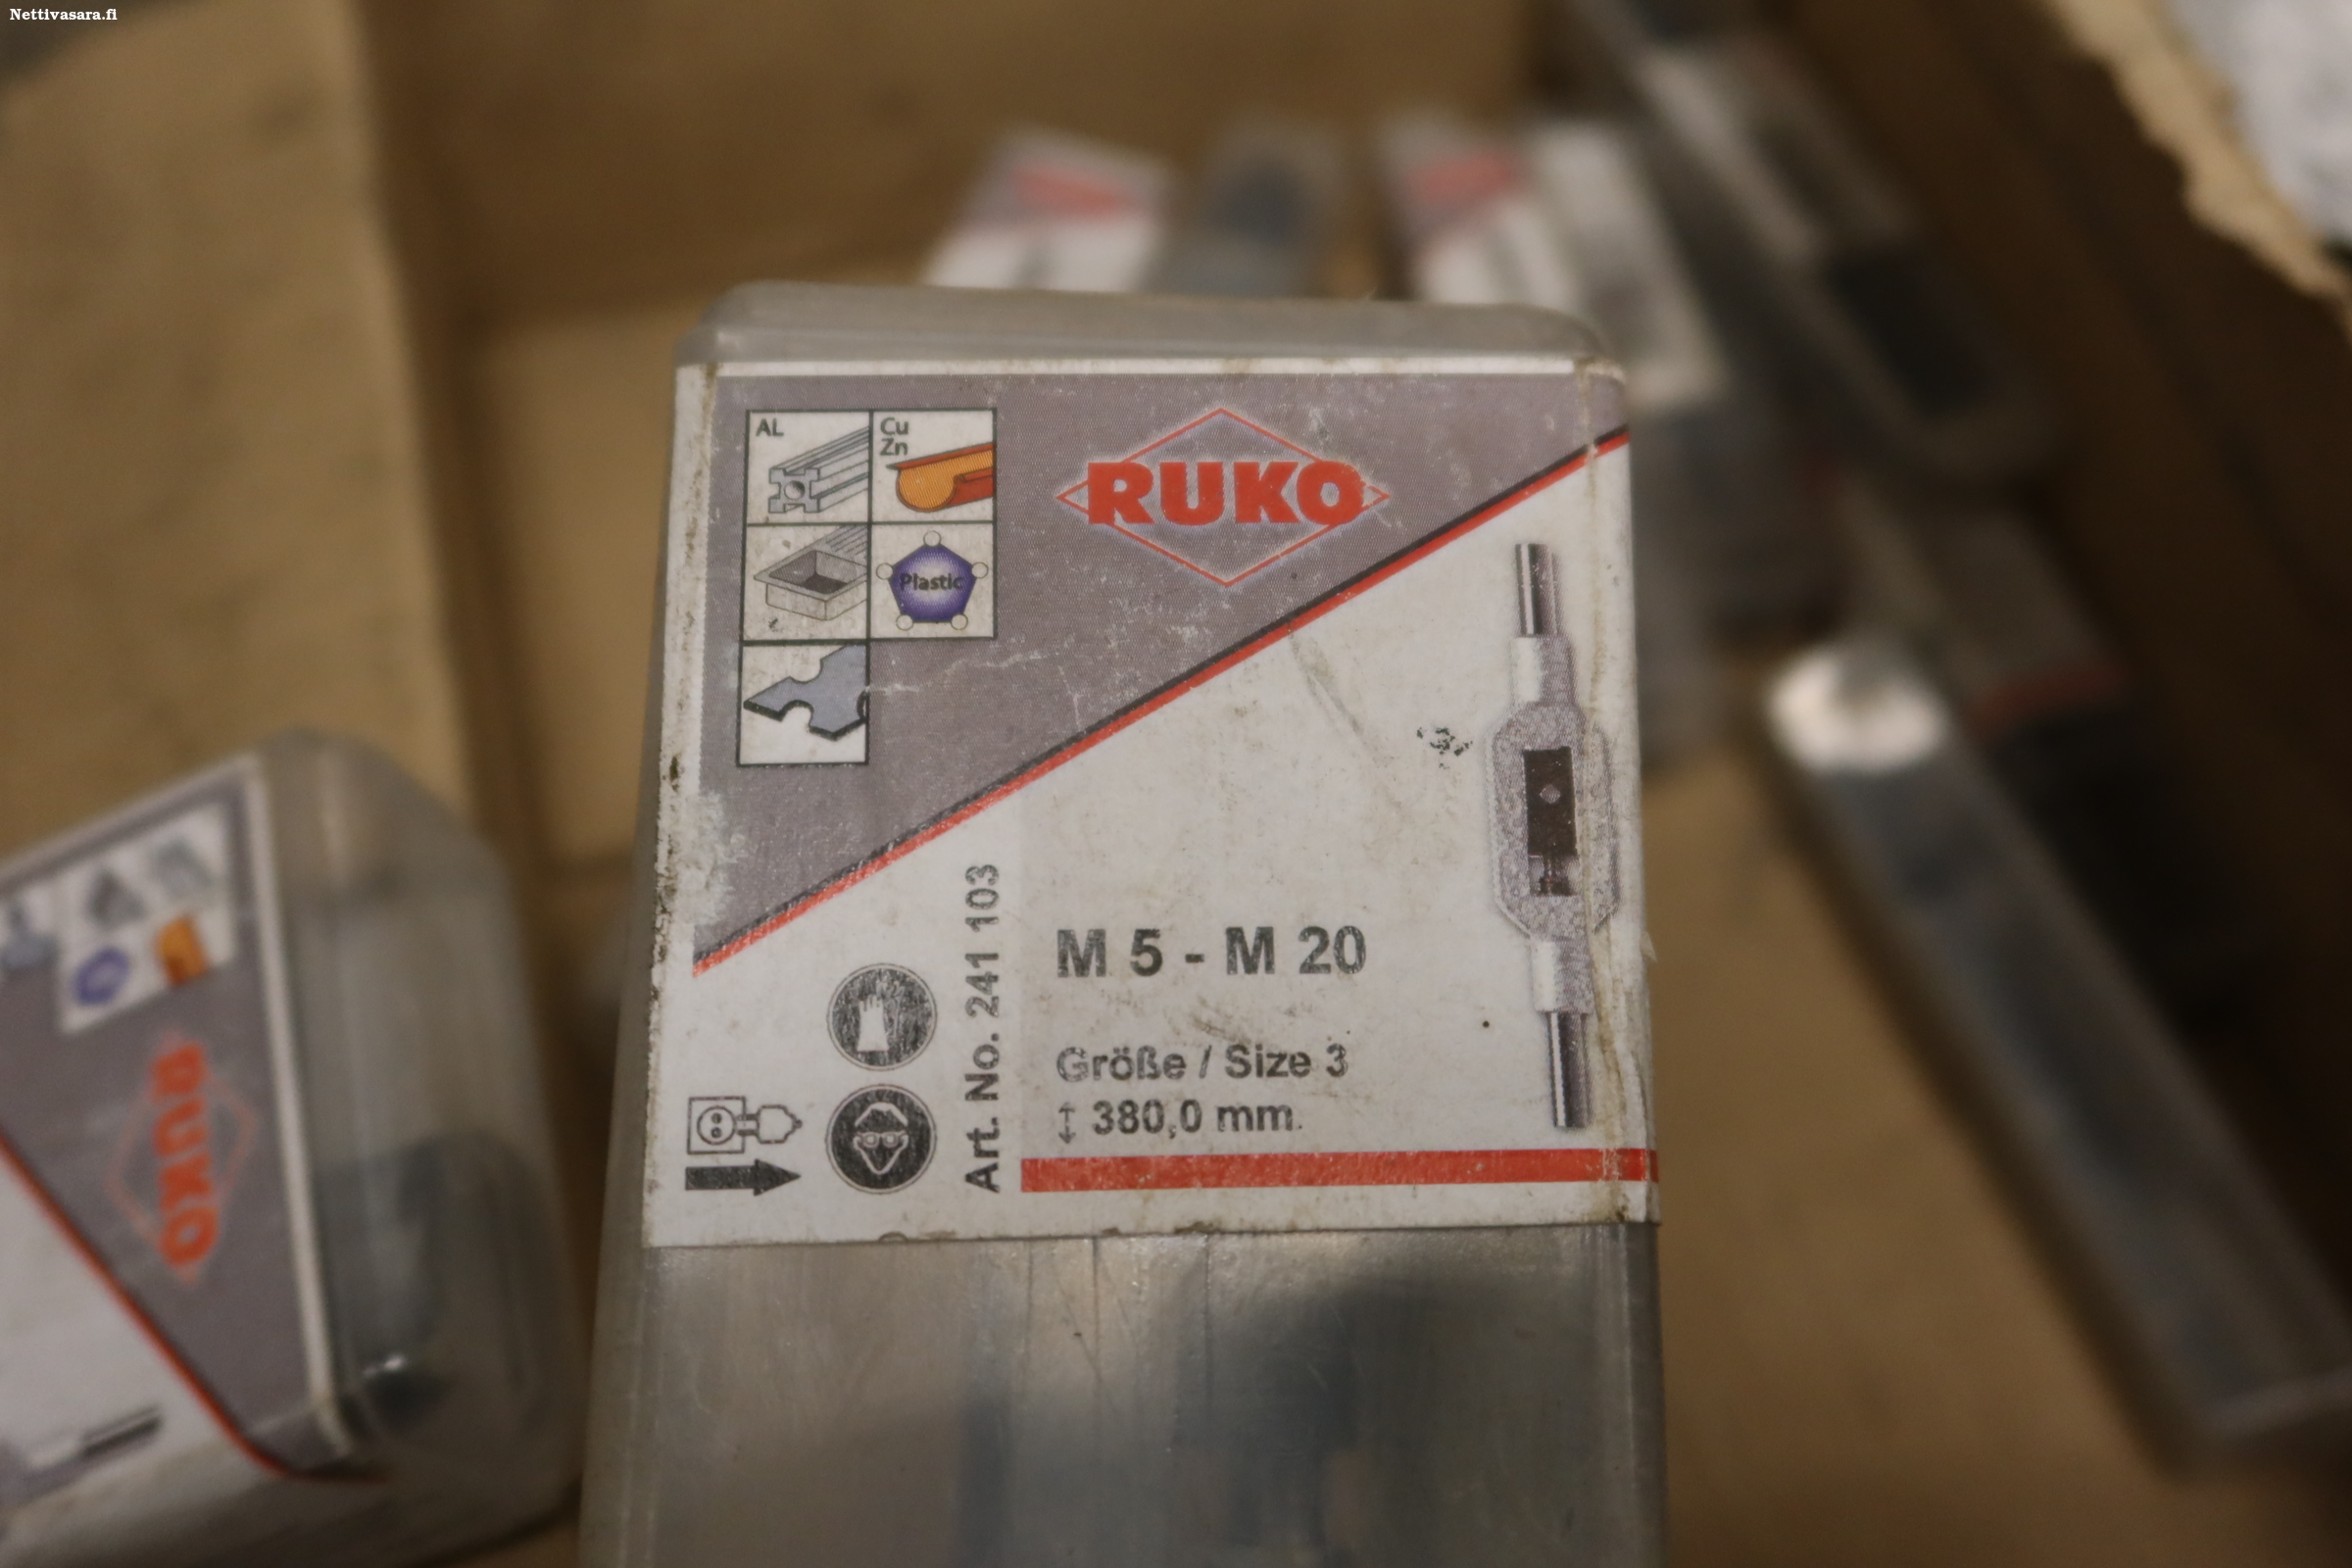 Nettivasara.fi
AL
Cu
Zn
Plastic
RUKO
Art. No. 241 103
M 5 - M 20
Größe / Size 3
↕ 380,0 mm.
RUKO